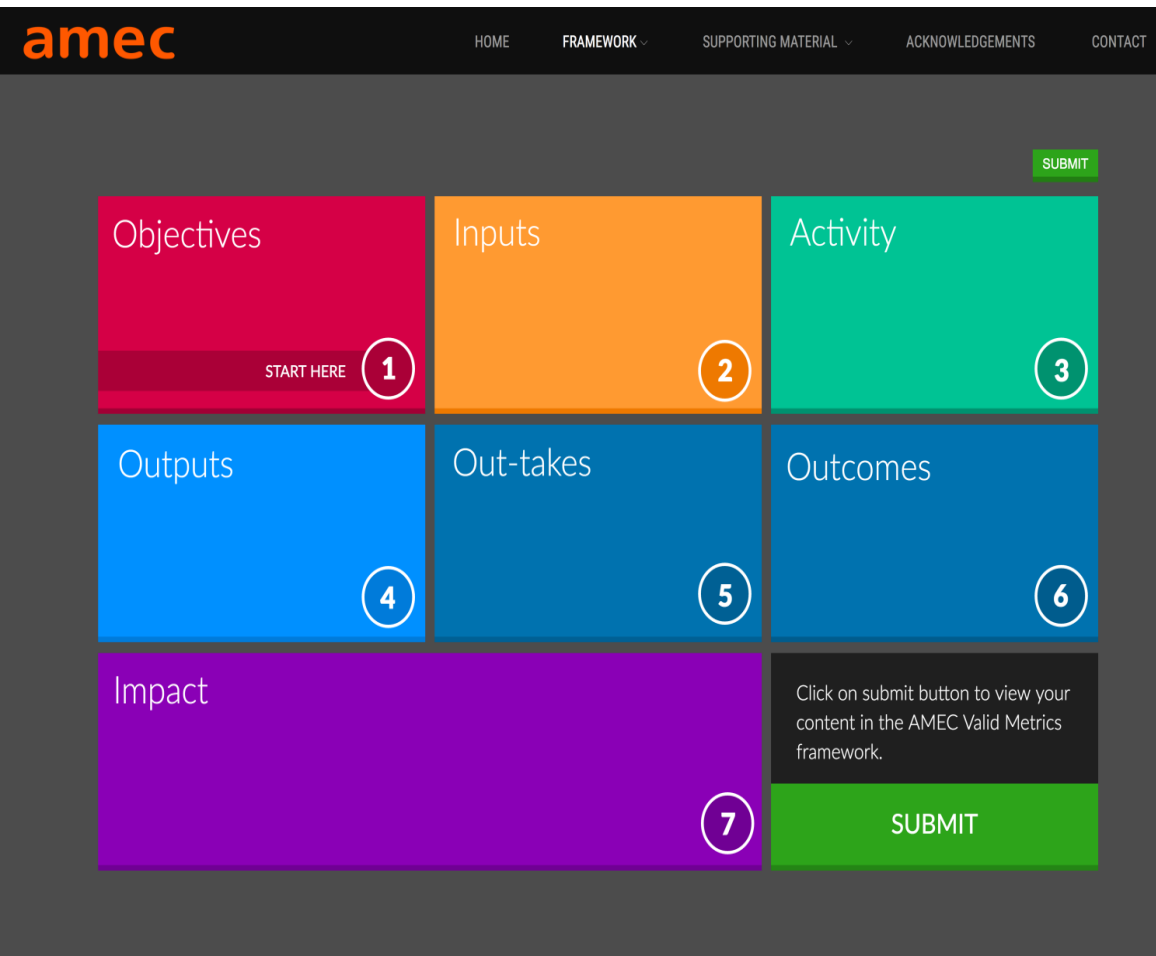 amec
HOME FRAMEWORK SUPPORTING MATERIAL ACKNOWLEDGEMENTS CONTACT
SUBMIT
Objectives
START HERE 1
Inputs
2
Activity
3
Outputs
4
Out-takes
5
Outcomes
6
Impact
7
Click on submit button to view your
content in the AMEC Valid Metrics
framework.
SUBMIT